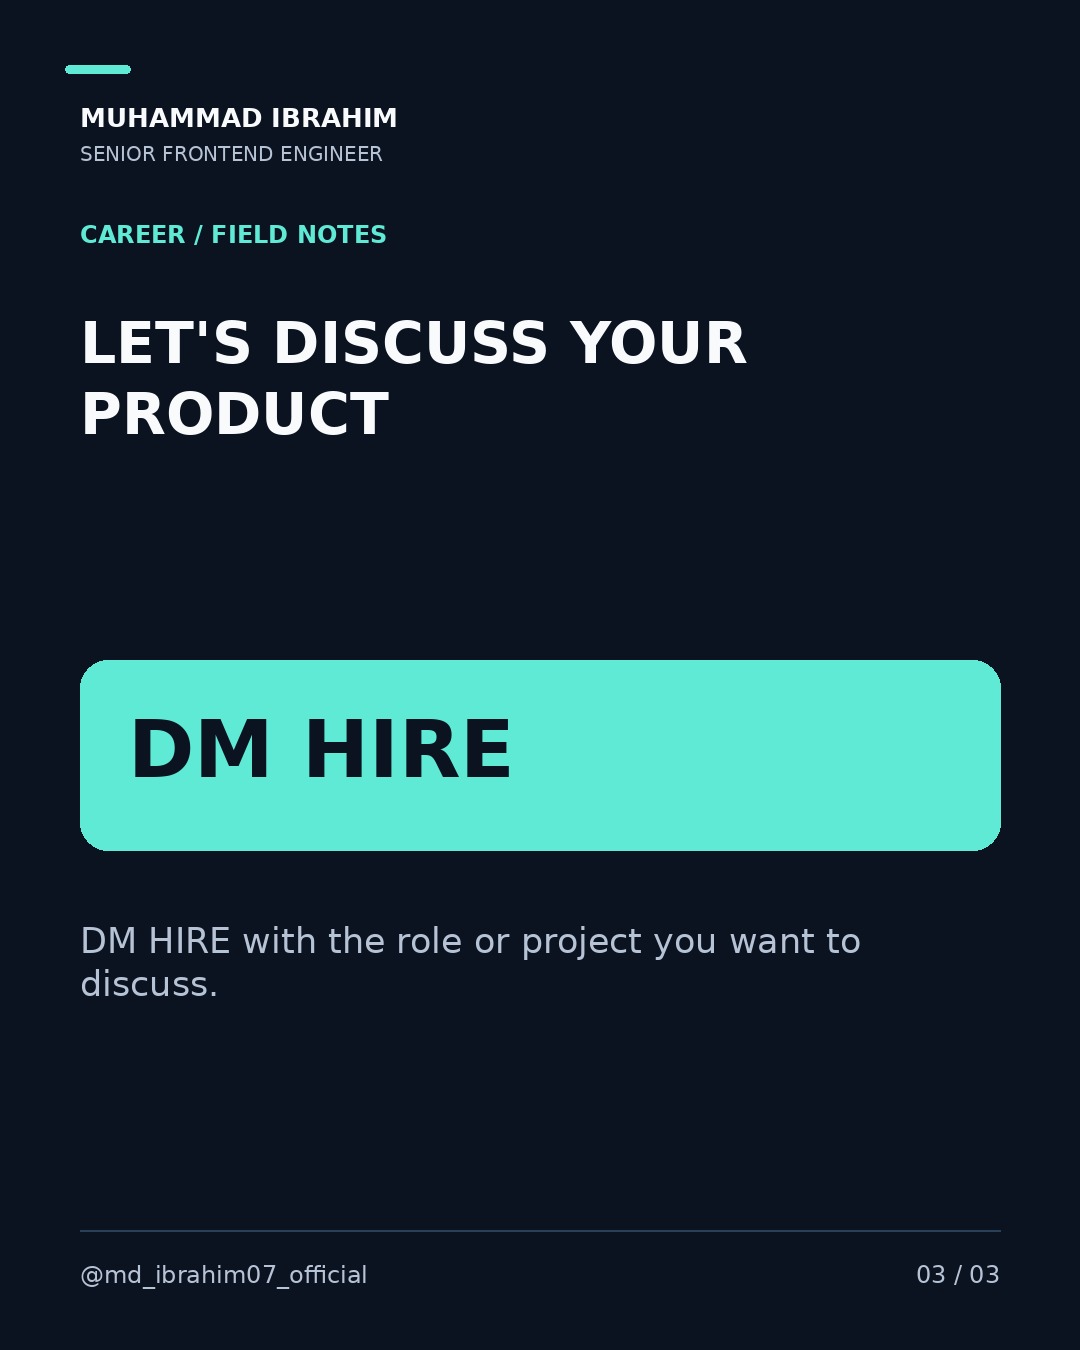 MUHAMMAD IBRAHIM
SENIOR FRONTEND ENGINEER
CAREER / FIELD NOTES
LET'S DISCUSS YOUR
PRODUCT
DM HIRE
DM HIRE with the role or project you want to
discuss.
@md_ibrahim07_official
03 / 03